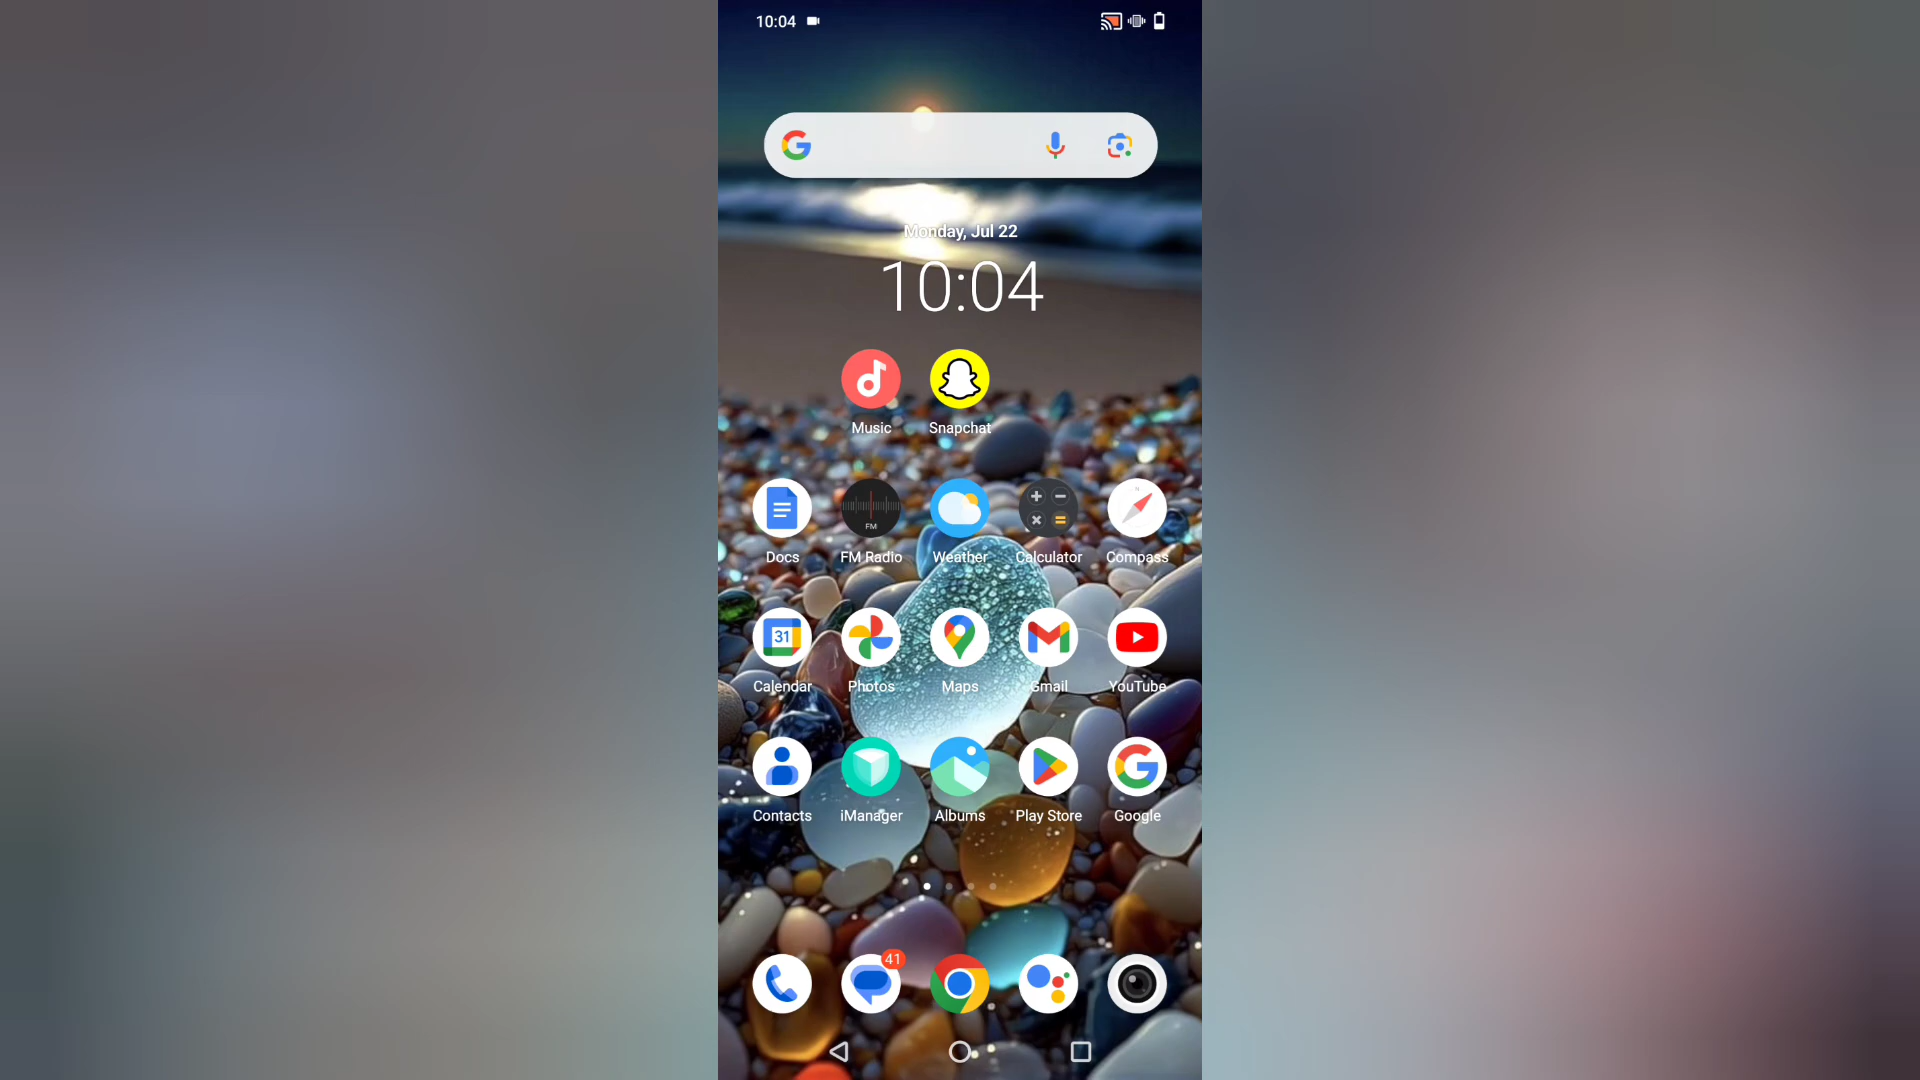 10:04
Monday, Jul 22
10:04
Music Snapchat
FM
Docs FM Radio Weather Calculator Compass
31
Calendar Photos Maps Gmail YouTube
Contacts iManager Albums Play Store Google
41